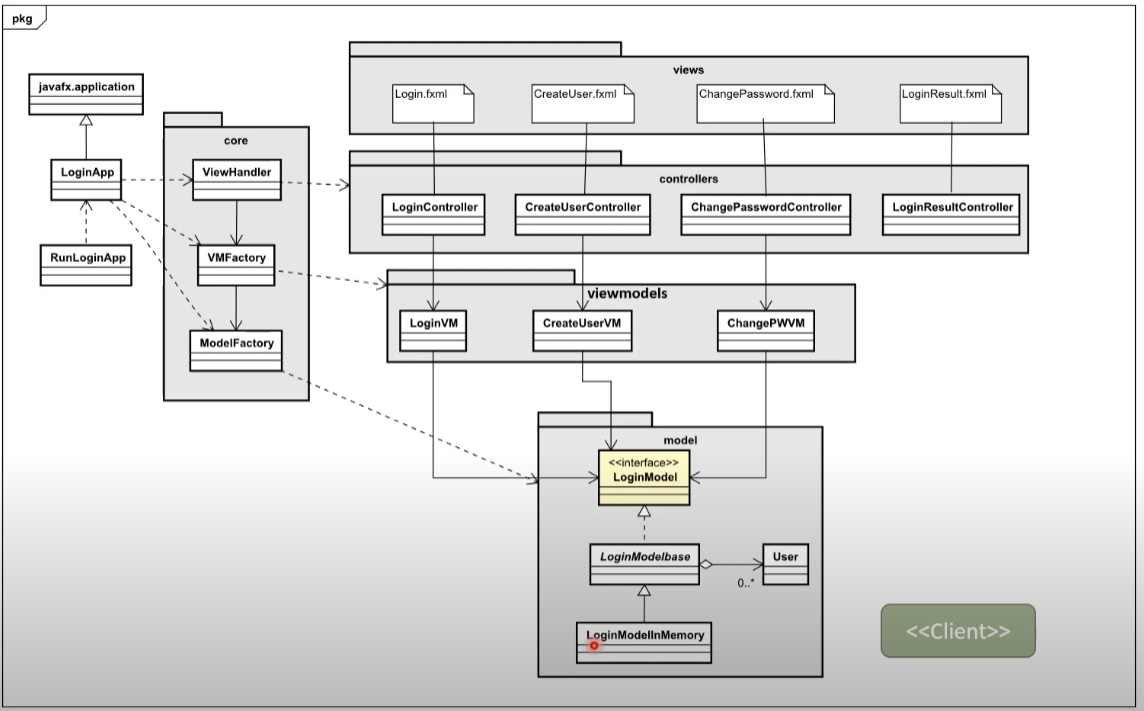 pkg
views
Login.fxml
CreateUser.fxml
ChangePassword.fxml
LoginResult.fxml
javafx.application
core
LoginApp
ViewHandler
controllers
LoginController
CreateUserController
ChangePasswordController
LoginResultController
RunLoginApp
VMFactory
viewmodels
LoginVM
CreateUserVM
ChangePWVM
ModelFactory
model
<<interface>>
LoginModel
LoginModelbase
User
0..*
LoginModelInMemory
<<Client>>